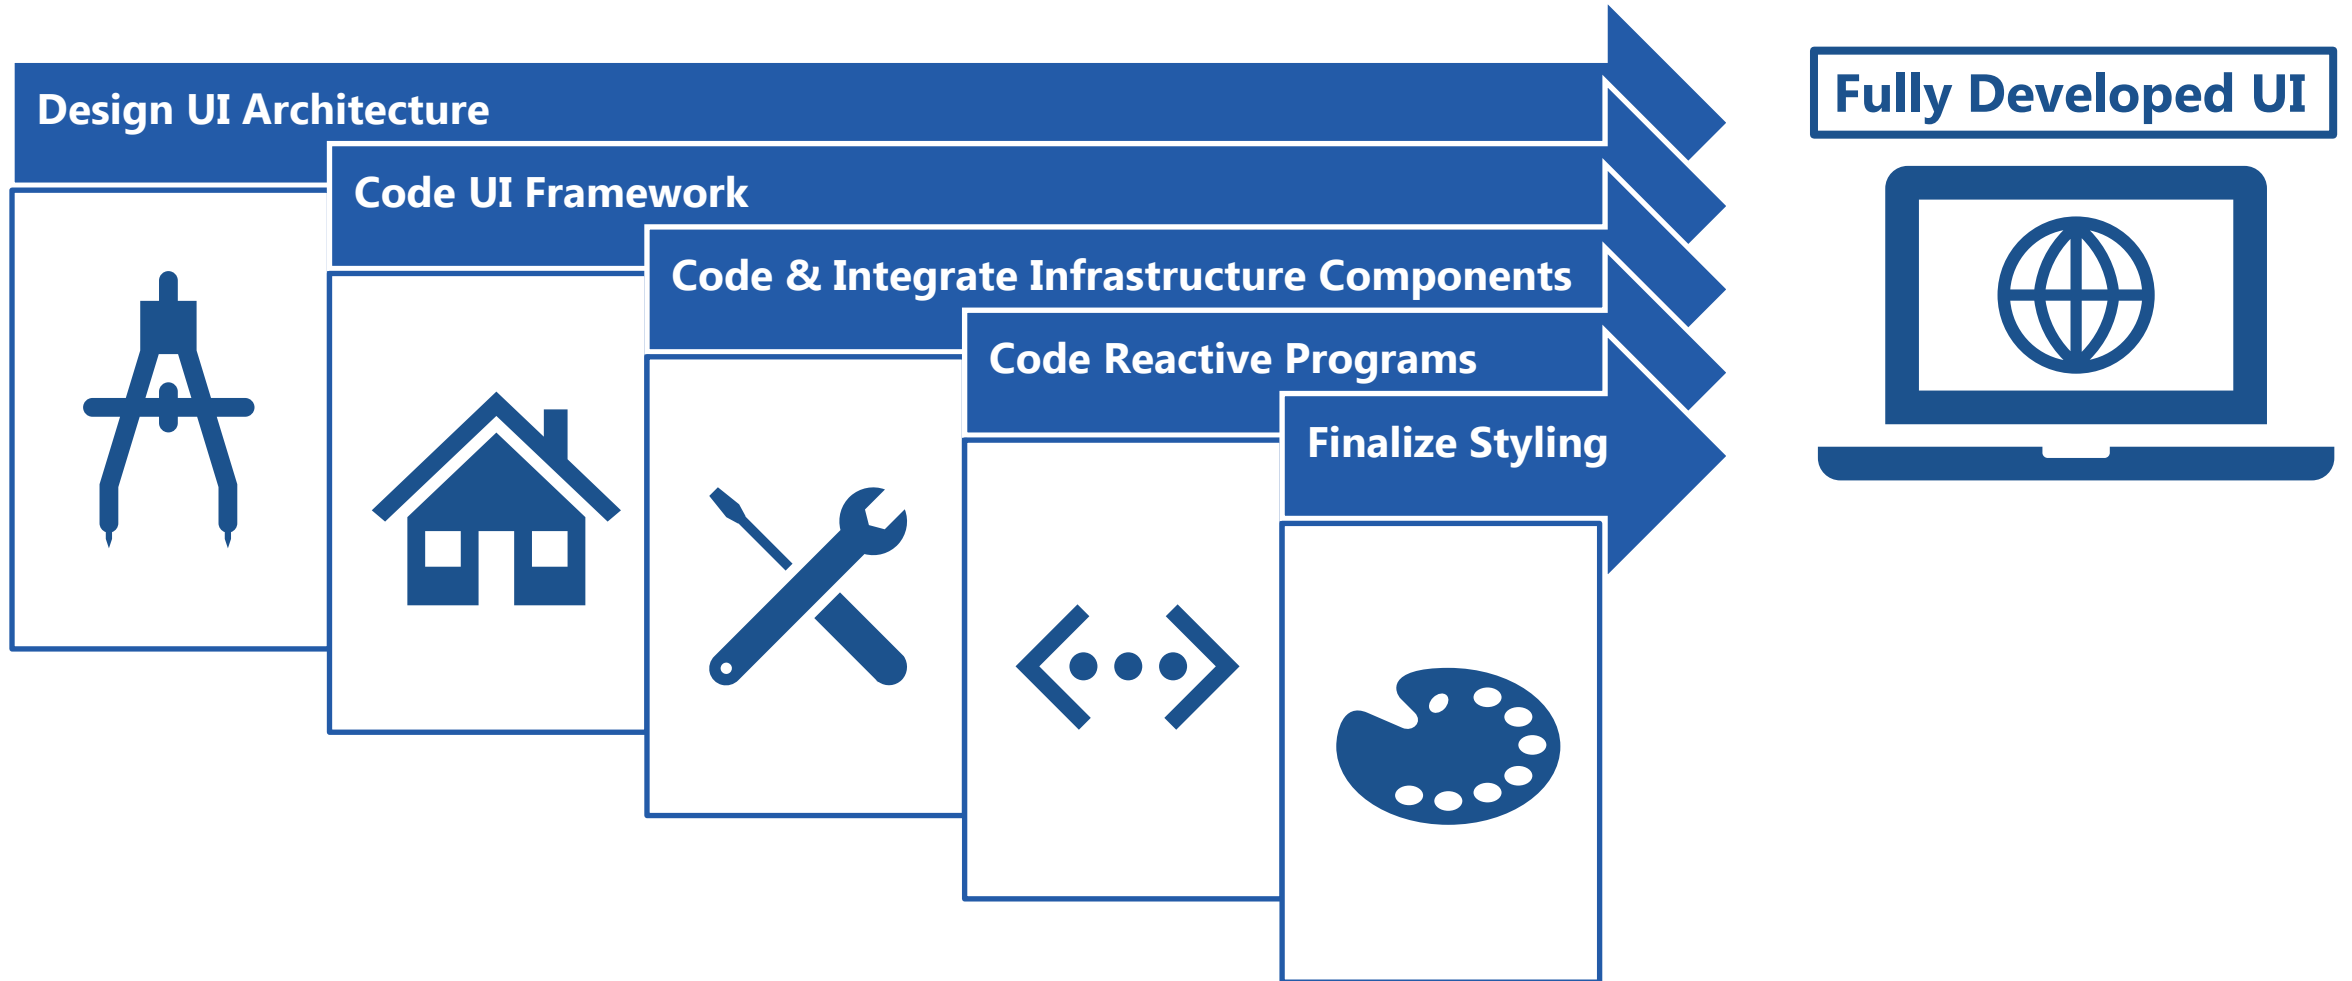 Design UI Architecture
Code UI Framework
Code & Integrate Infrastructure Components
Code Reactive Programs
Finalize Styling
Fully Developed UI